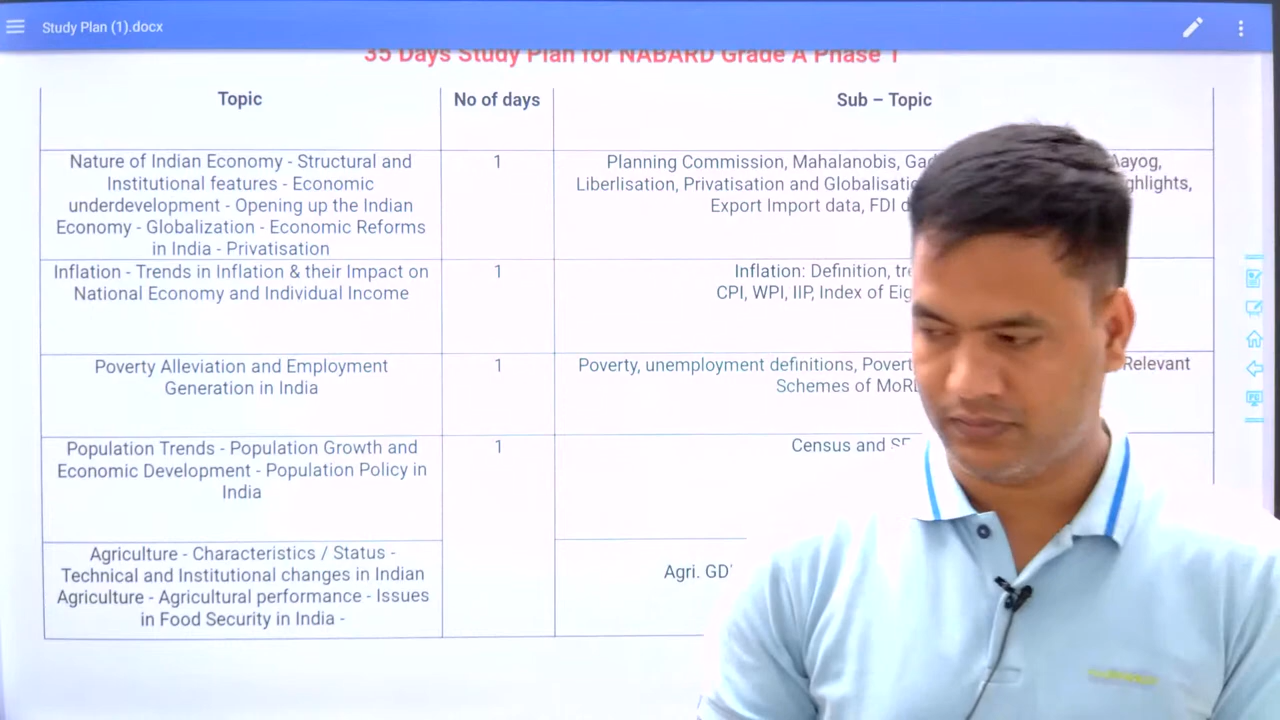 Study Plan (1).docx
35 Days Study Plan for NABARD Grade A Phase 1
Topic
No of days
Sub – Topic
Nature of Indian Economy - Structural and
Institutional features - Economic
underdevelopment - Opening up the Indian
Economy - Globalization - Economic Reforms
in India - Privatisation
1
Planning Commission, Mahalanobis, Aayog,
Liberlisation, Privatisation and
Export Import data, FDI
Inflation - Trends in Inflation & their Impact on
National Economy and Individual Income
1
Inflation: Definition,
CPI, WPI, IIP, Index of
Poverty Alleviation and Employment
Generation in India
1
Poverty, unemployment definitions, Relevant
Schemes of
Population Trends - Population Growth and
Economic Development - Population Policy in
India
1
Census and
Agriculture - Characteristics / Status -
Technical and Institutional changes in Indian
Agriculture - Agricultural performance - Issues
in Food Security in India -
Agri.